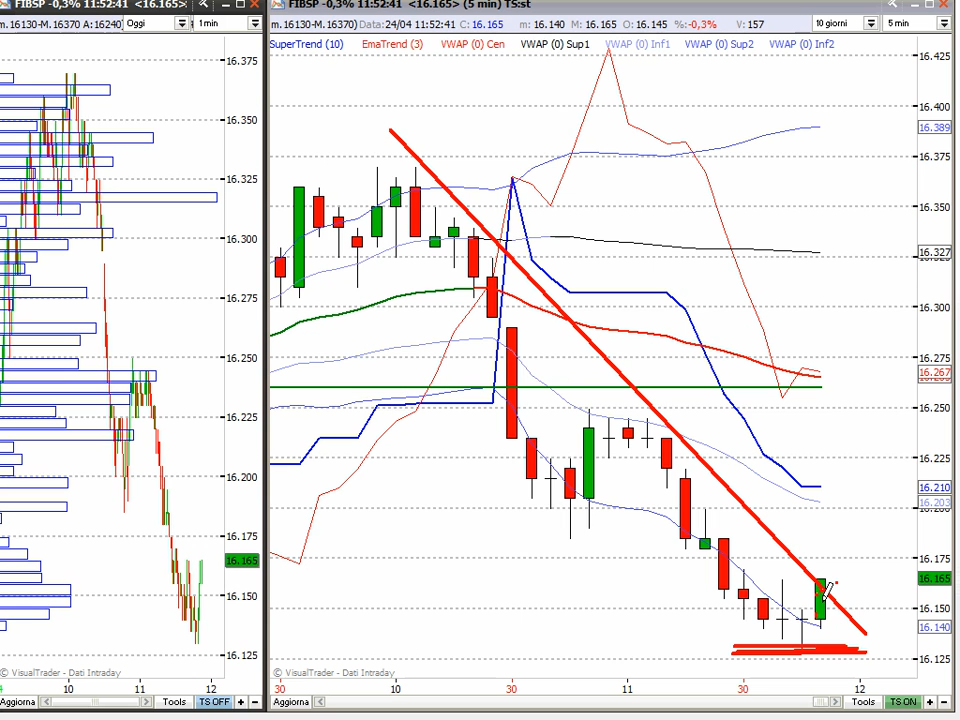 FIBSP -0,3% 11:52:41 <16.165>
m.16130-M.16370 A:16240) Oggi 1 min
16.375
16.350
16.325
16.300
16.275
16.250
16.225
16.200
16.175
16.165
16.150
16.125
© VisualTrader - Dati Intraday
10 11 12
Aggiorna Tools TS OFF + -
FIBSP -0,3% 11:52:41 <16.165> (5 min) TS:st
m.16130-M.16370) Data:24/04 11:52:41 C: 16.165 m: 16.140 M: 16.165 O: 16.145 %:-0,3% V: 157 10 giorni 5 min
SuperTrend (10) EmaTrend (3) VWAP (0) Cen VWAP (0) Sup1 VWAP (0) Inf1 VWAP (0) Sup2 VWAP (0) Inf2
16.425
16.400
16.389
16.375
16.350
16.327
16.300
16.275
16.267
16.250
16.225
16.210
16.203
16.175
16.165
16.150
16.140
16.125
© VisualTrader - Dati Intraday
30 10 30 11 30 12
Aggiorna Tools TS ON + -